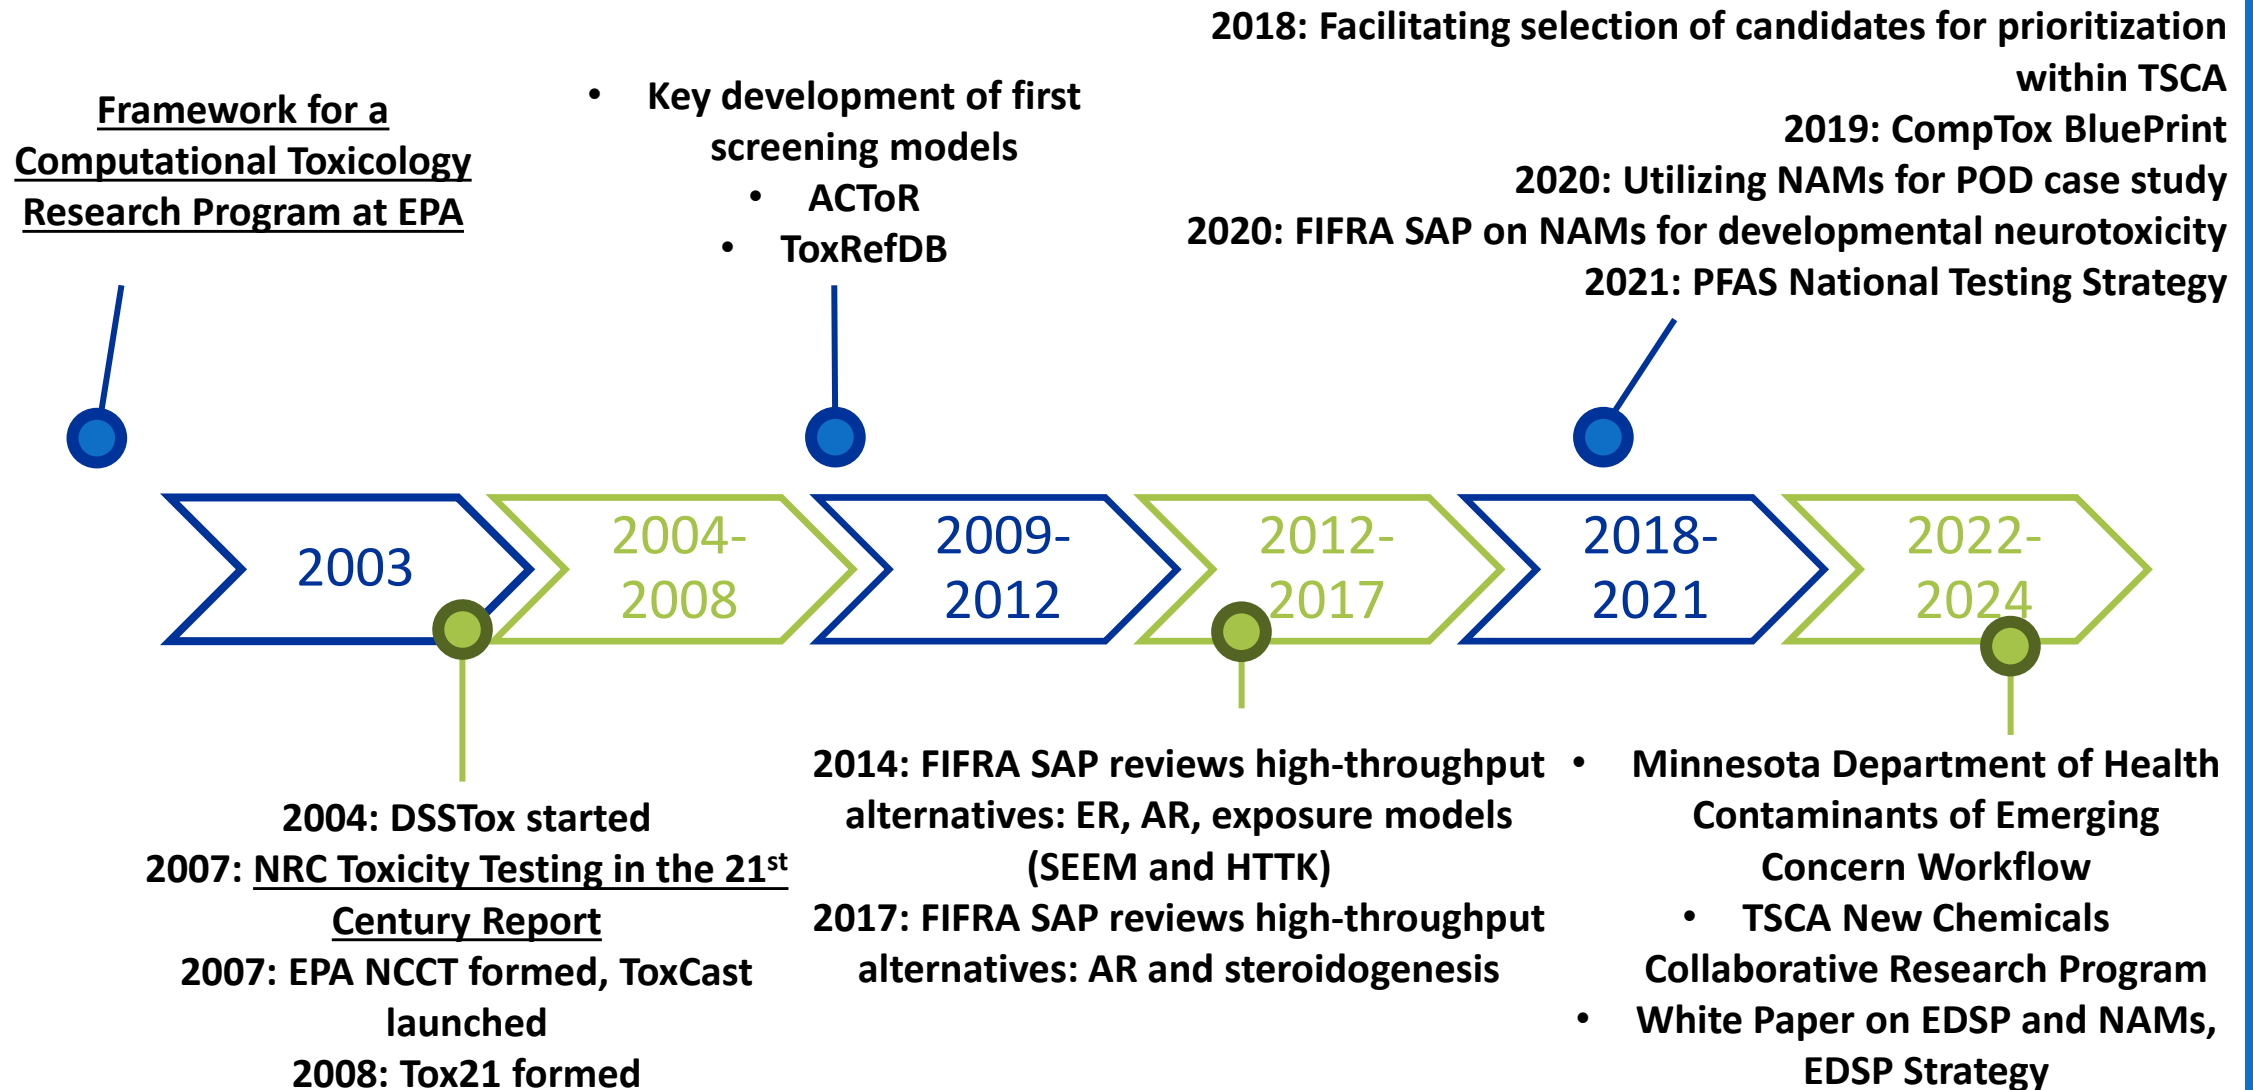 Framework for a
Computational Toxicology
Research Program at EPA
• Key development of first
screening models
• ACToR
• ToxRefDB
2018: Facilitating selection of candidates for prioritization
within TSCA
2019: CompTox BluePrint
2020: Utilizing NAMs for POD case study
2020: FIFRA SAP on NAMs for developmental neurotoxicity
2021: PFAS National Testing Strategy
2003
2004-
2008
2009-
2012
2012-
2017
2018-
2021
2022-
2024
2004: DSSTox started
2007: NRC Toxicity Testing in the 21st
Century Report
2007: EPA NCCT formed, ToxCast
launched
2008: Tox21 formed
2014: FIFRA SAP reviews high-throughput
alternatives: ER, AR, exposure models
(SEEM and HTTK)
2017: FIFRA SAP reviews high-throughput
alternatives: AR and steroidogenesis
• Minnesota Department of Health
Contaminants of Emerging
Concern Workflow
• TSCA New Chemicals
Collaborative Research Program
• White Paper on EDSP and NAMs,
EDSP Strategy